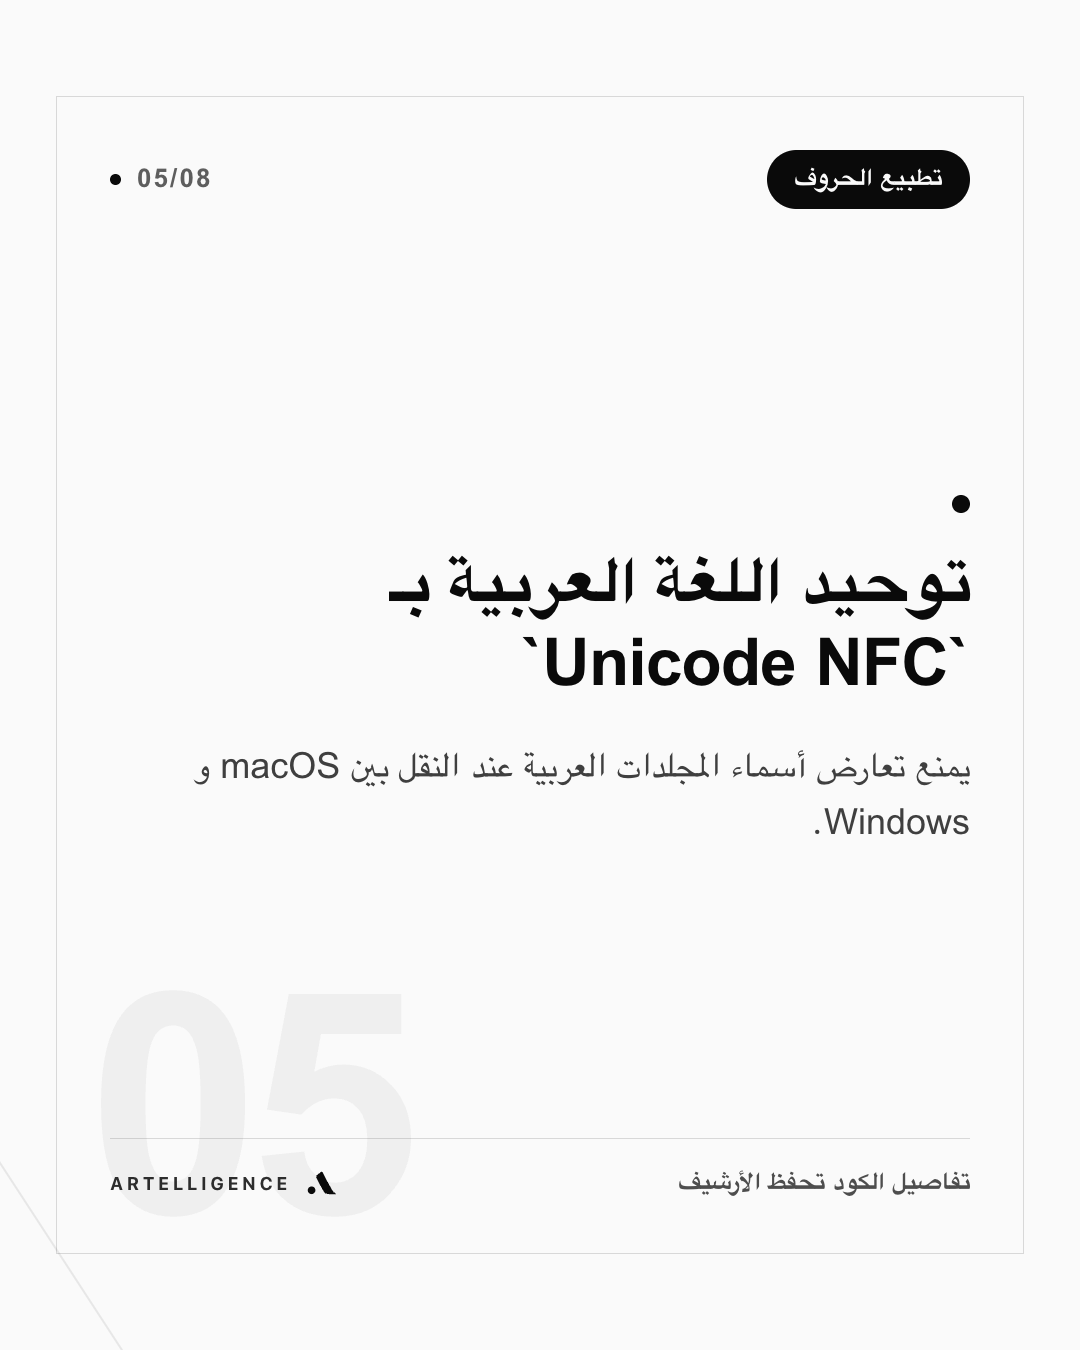 تطبيع الحروف
05/08
توحيد اللغة العربية بـ
`Unicode NFC`
يمنع تعارض أسماء المجلدات العربية عند النقل بين macOS و
Windows.
05
تفاصيل الكود تحفظ الأرشيف
ARTELLIGENCE